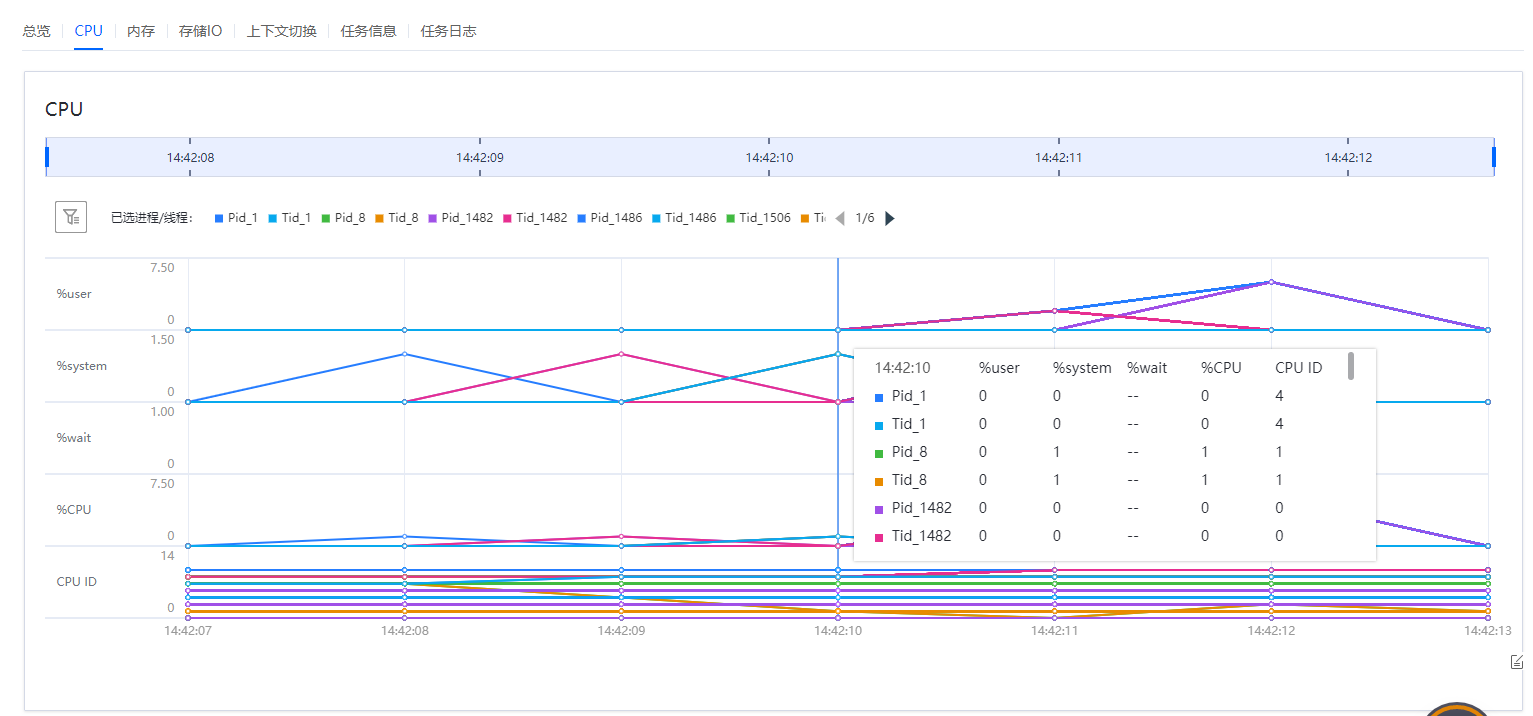 总览 CPU 内存 存储IO 上下文切换 任务信息 任务日志
CPU
14:42:08 14:42:09 14:42:10 14:42:11 14:42:12
已选进程/线程： Pid_1 Tid_1 Pid_8 Tid_8 Pid_1482 Tid_1482 Pid_1486 Tid_1486 Tid_1506 1/6
%user 7.50 0
%system 1.50 0
%wait 1.00 0
%CPU 7.50 0
CPU ID 14 0
14:42:10 %user %system %wait %CPU CPU ID
Pid_1 0 0 -- 0 4
Tid_1 0 0 -- 0 4
Pid_8 0 1 -- 1 1
Tid_8 0 1 -- 1 1
Pid_1482 0 0 -- 0 0
Tid_1482 0 0 -- 0 0
14:42:07 14:42:08 14:42:09 14:42:10 14:42:11 14:42:12 14:42:13